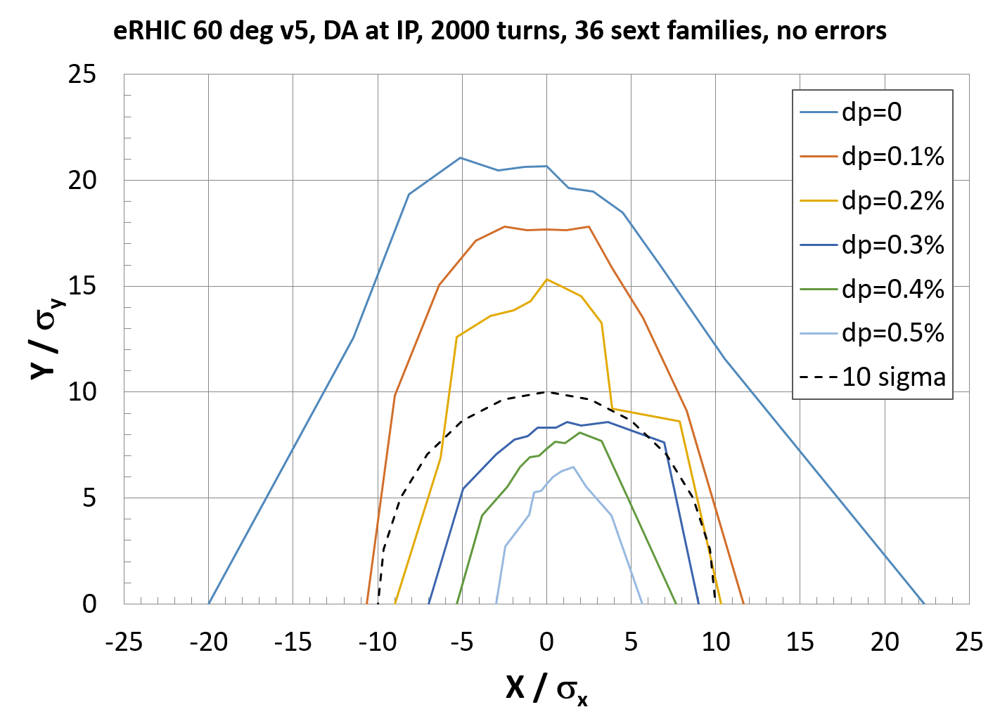 eRHIC 60 deg v5, DA at IP, 2000 turns, 36 sext families, no errors
25
20
15
10
5
0
Y / σy
dp=0
dp=0.1%
dp=0.2%
dp=0.3%
dp=0.4%
dp=0.5%
10 sigma
-25 -20 -15 -10 -5 0 5 10 15 20 25
X / σx